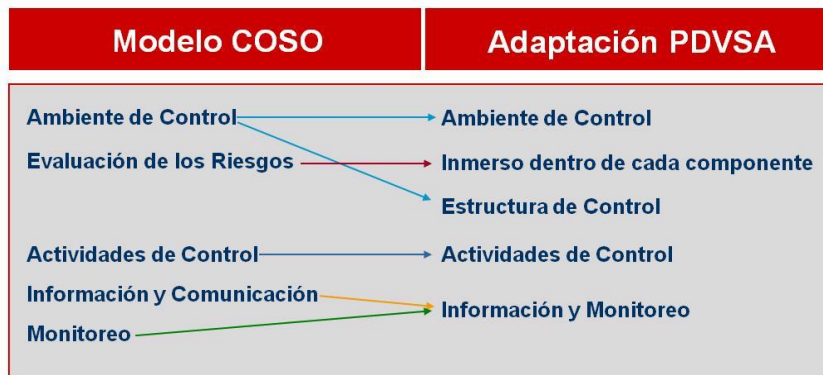 Modelo COSO
Adaptación PDVSA
Ambiente de Control
Ambiente de Control
Evaluación de los Riesgos
Inmerso dentro de cada componente
Estructura de Control
Actividades de Control
Actividades de Control
Información y Comunicación
Información y Monitoreo
Monitoreo